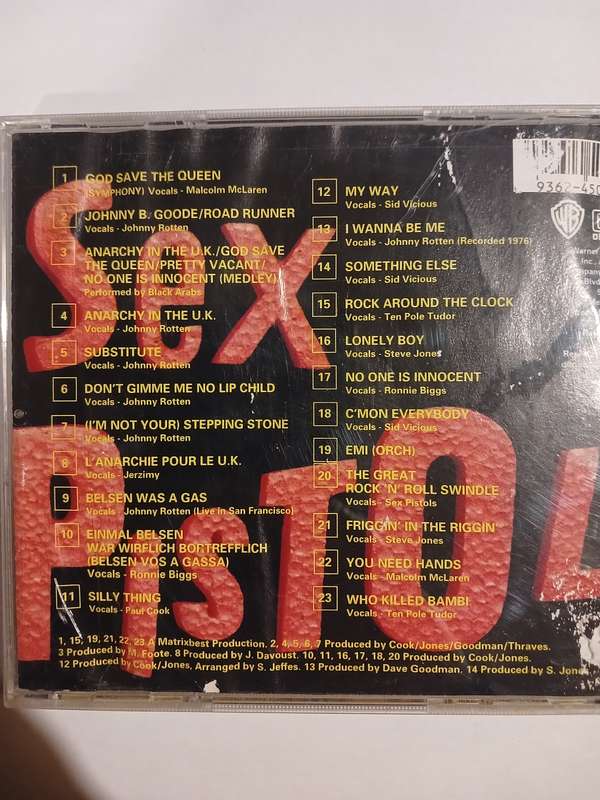 SEX
PISTOL
1 GOD SAVE THE QUEEN
(SYMPHONY) Vocals - Malcolm McLaren
2 JOHNNY B. GOODE/ROAD RUNNER
Vocals - Johnny Rotten
3 ANARCHY IN THE U.K./GOD SAVE
THE QUEEN/PRETTY VACANT/
NO ONE IS INNOCENT (MEDLEY)
Performed by Black Arabs
4 ANARCHY IN THE U.K.
Vocals - Johnny Rotten
5 SUBSTITUTE
Vocals - Johnny Rotten
6 DON'T GIMME ME NO LIP CHILD
Vocals - Johnny Rotten
7 (I'M NOT YOUR) STEPPING STONE
Vocals - Johnny Rotten
8 L'ANARCHIE POUR LE U.K.
Vocals - Jerzimy
9 BELSEN WAS A GAS
Vocals - Johnny Rotten (Live in San Francisco)
10 EINMAL BELSEN
WAR WIRFLICH BORTREFFLICH
(BELSEN VOS A GASSA)
Vocals - Ronnie Biggs
11 SILLY THING
Vocals - Paul Cook
12 MY WAY
Vocals - Sid Vicious
13 I WANNA BE ME
Vocals - Johnny Rotten (Recorded 1976)
14 SOMETHING ELSE
Vocals - Sid Vicious
15 ROCK AROUND THE CLOCK
Vocals - Ten Pole Tudor
16 LONELY BOY
Vocals - Steve Jones
17 NO ONE IS INNOCENT
Vocals - Ronnie Biggs
18 C'MON EVERYBODY
Vocals - Sid Vicious
19 EMI (ORCH)
20 THE GREAT
ROCK 'N' ROLL SWINDLE
Vocals - Sex Pistols
21 FRIGGIN' IN THE RIGGIN'
Vocals - Steve Jones
22 YOU NEED HANDS
Vocals - Malcolm McLaren
23 WHO KILLED BAMBI
Vocals - Ten Pole Tudor
1, 15, 19, 21, 22, 23 A Matrixbest Production. 2, 4, 5, 6, 7 Produced by Cook/Jones/Goodman/Thraves.
3 Produced by M. Foote. 8 Produced by J. Davoust. 10, 11, 16, 17, 18, 20 Produced by Cook/Jones.
12 Produced by Cook/Jones, Arranged by S. Jeffes. 13 Produced by Dave Goodman. 14 Produced by S. Jones
9362-450